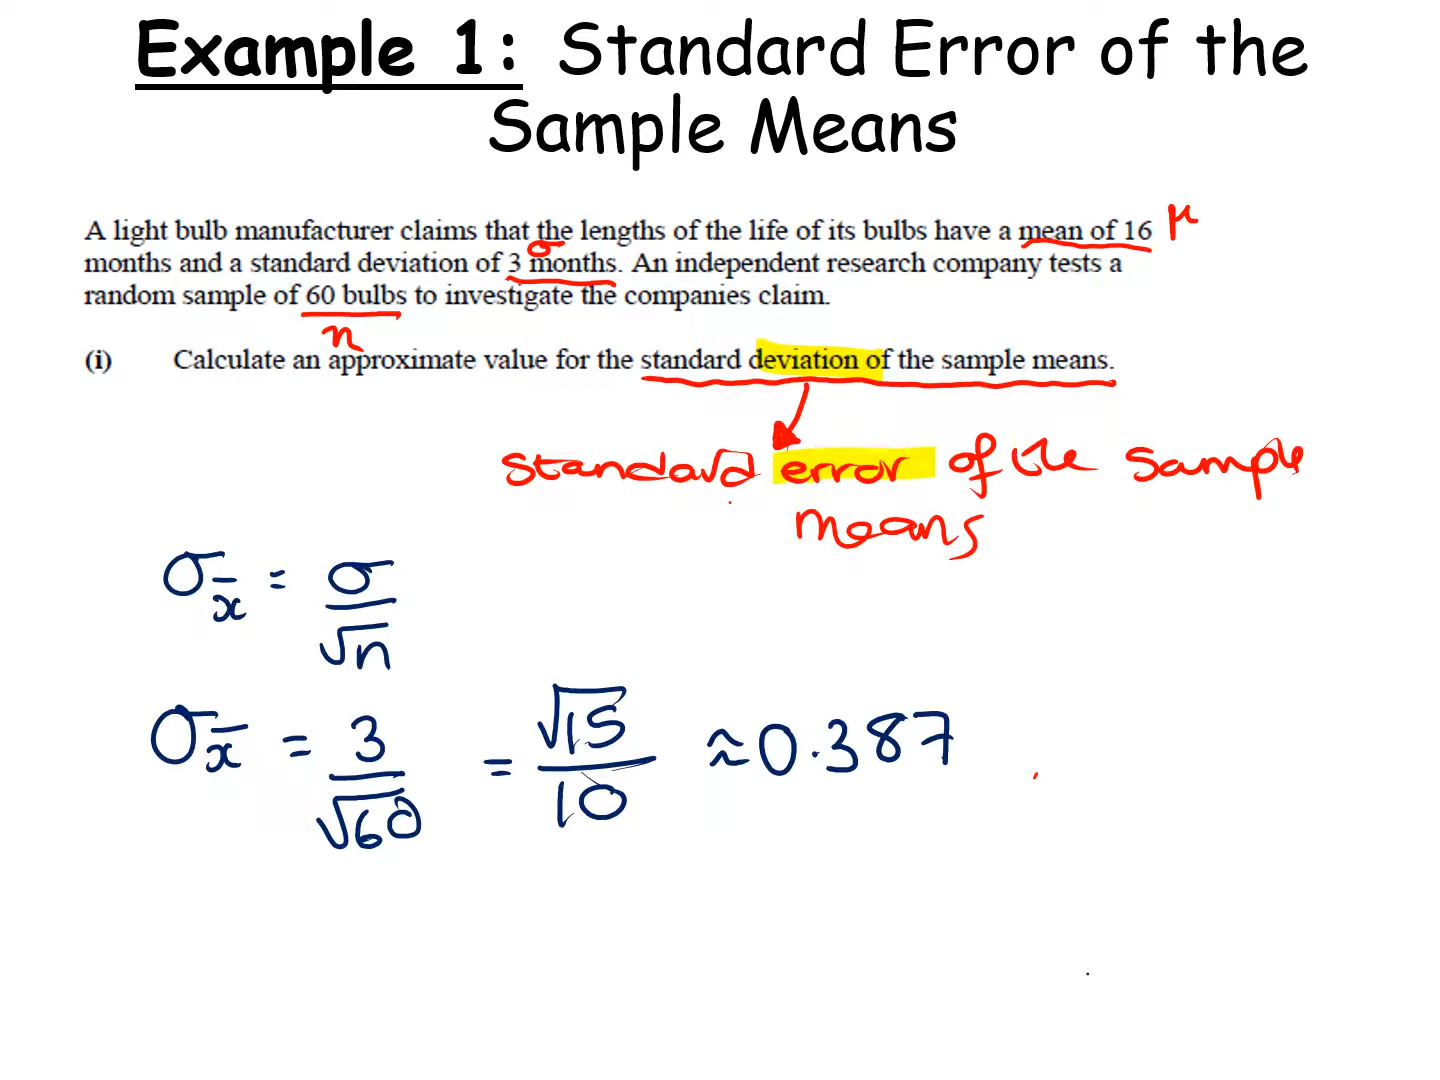 Example 1: Standard Error of the
Sample Means
μ
A light bulb manufacturer claims that the lengths of the life of its bulbs have a mean of 16
σ
months and a standard deviation of 3 months. An independent research company tests a
random sample of 60 bulbs to investigate the companies claim.
n
(i) Calculate an approximate value for the standard deviation of the sample means.
standard error of the sample
means
σx̄ = σ/√n
σx̄ = 3/√60 = √15/10 ≈ 0.387